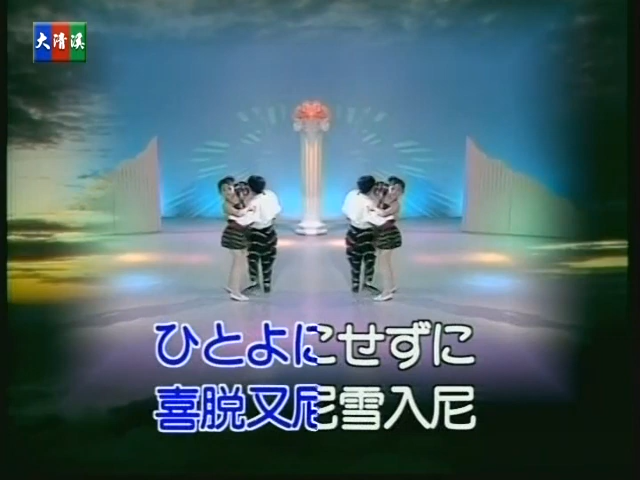 大清溪
ひとよにせずに
喜脱又尼雪入尼